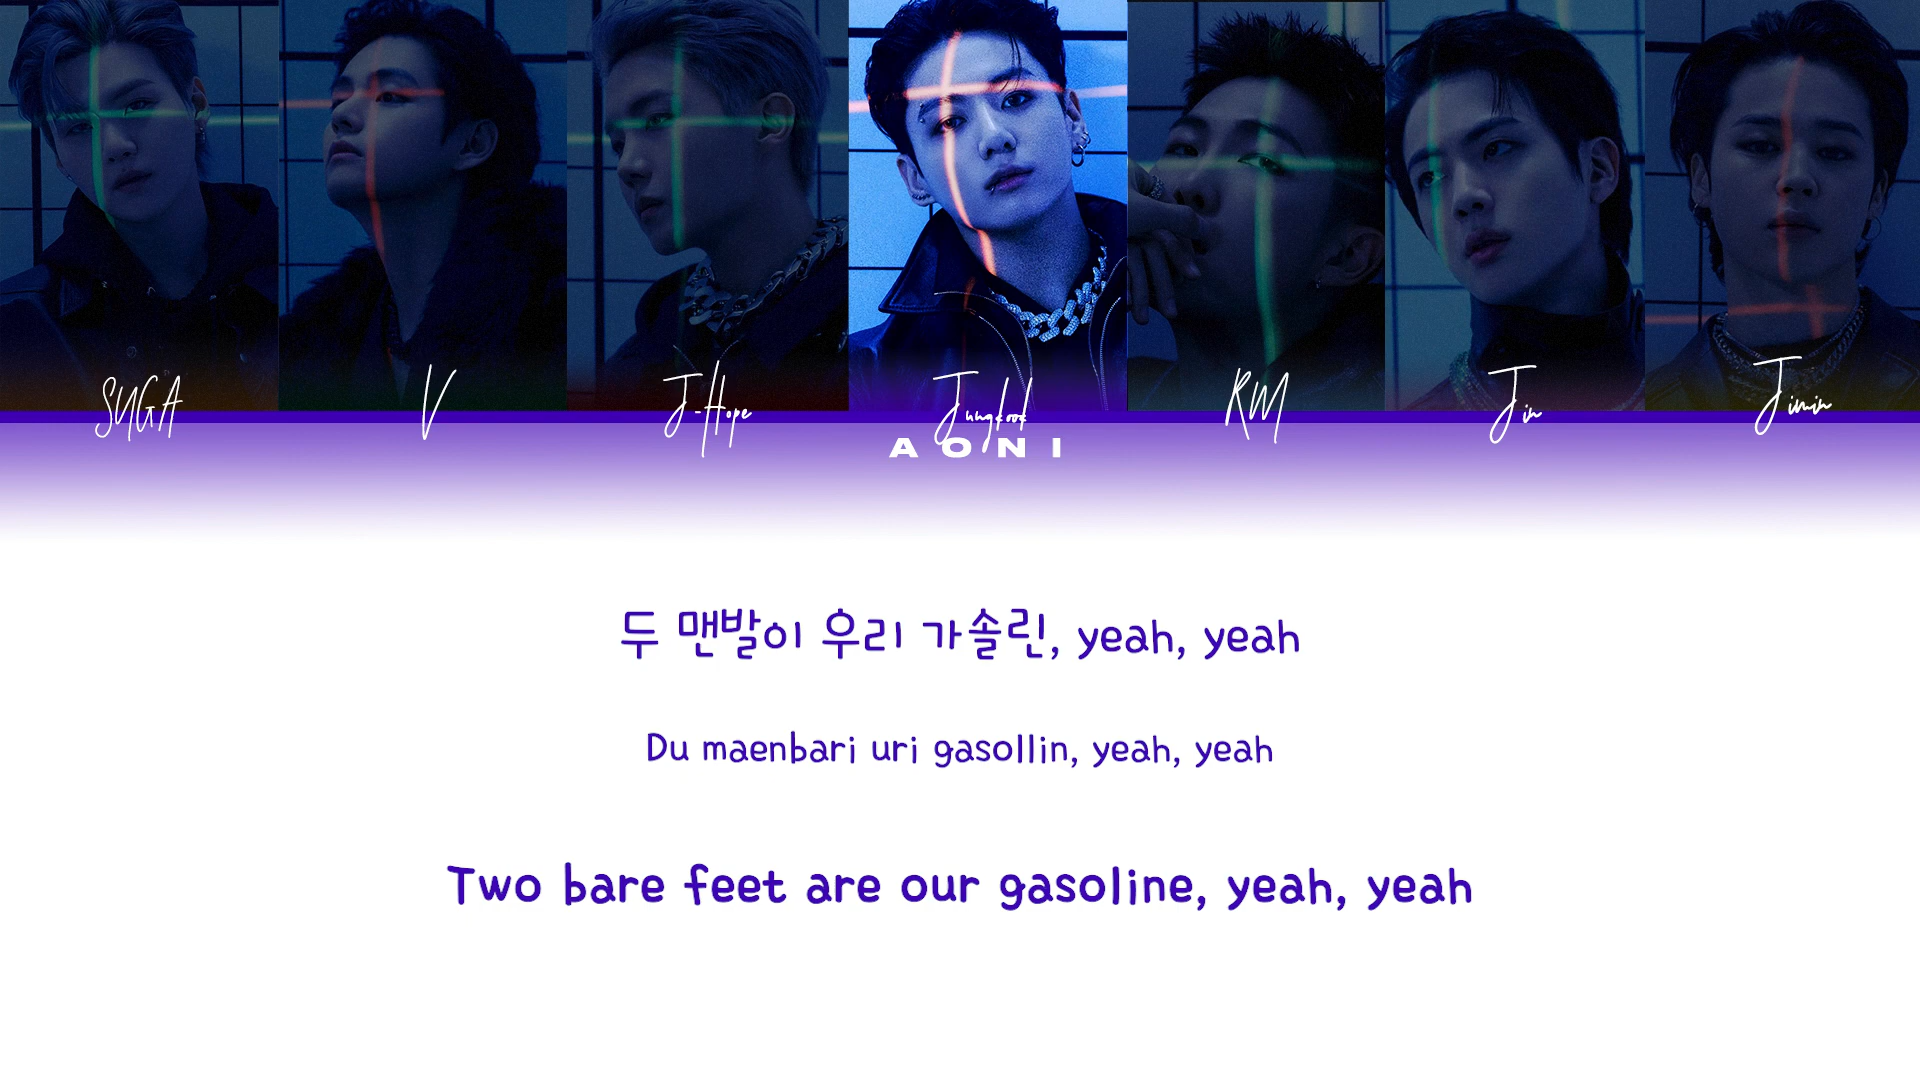 SUGA V J-Hope Jungkook RM Jin Jimin
AONI
두 맨발이 우리 가솔린, yeah, yeah
Du maenbari uri gasollin, yeah, yeah
Two bare feet are our gasoline, yeah, yeah